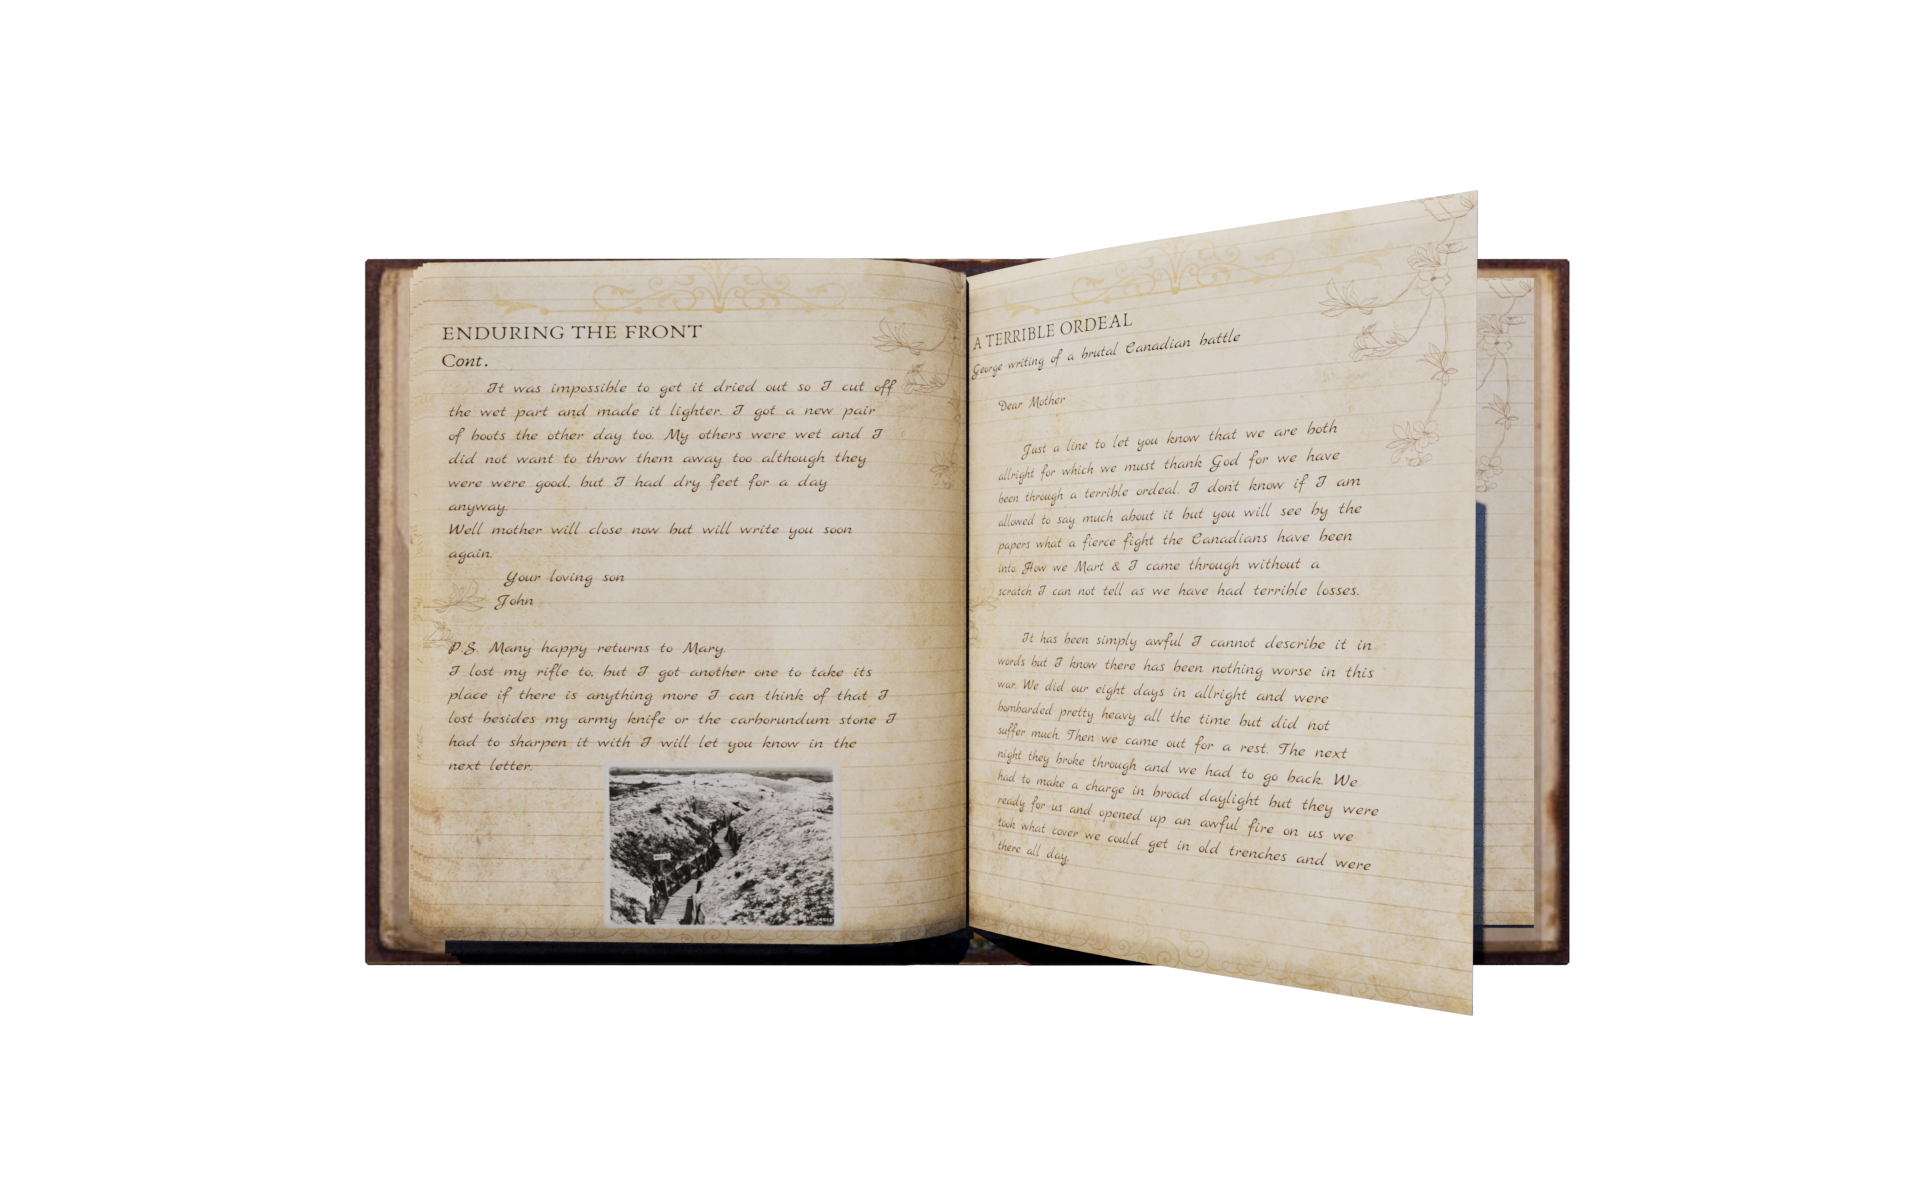 ENDURING THE FRONT
Cont.
It was impossible to get it dried out so I cut off
the wet part and made it lighter. I got a new pair
of boots the other day too. My others were wet and I
did not want to throw them away too although they
were were good, but I had dry feet for a day
anyway.
Well mother will close now but will write you soon
again.
Your loving son
John
P.S. Many happy returns to Mary.
I lost my rifle to, but I got another one to take its
place if there is anything more I can think of that I
lost besides my army knife or the carborundum stone I
had to sharpen it with I will let you know in the
next letter.
A TERRIBLE ORDEAL
George writing of a brutal Canadian battle
Dear Mother
Just a line to let you know that we are both
allright for which we must thank God for we have
been through a terrible ordeal. I don't know if I am
allowed to say much about it but you will see by the
papers what a fierce fight the Canadians have been
into. How we Mart & I came through without a
scratch I can not tell as we have had terrible losses.
It has been simply awful I cannot describe it in
words but I know there has been nothing worse in this
war. We did our eight days in allright and were
bombarded pretty heavy all the time but did not
suffer much. Then we came out for a rest. The next
night they broke through and we had to go back. We
had to make a charge in broad daylight but they were
ready for us and opened up an awful fire on us we
took what cover we could get in old trenches and were
there all day.